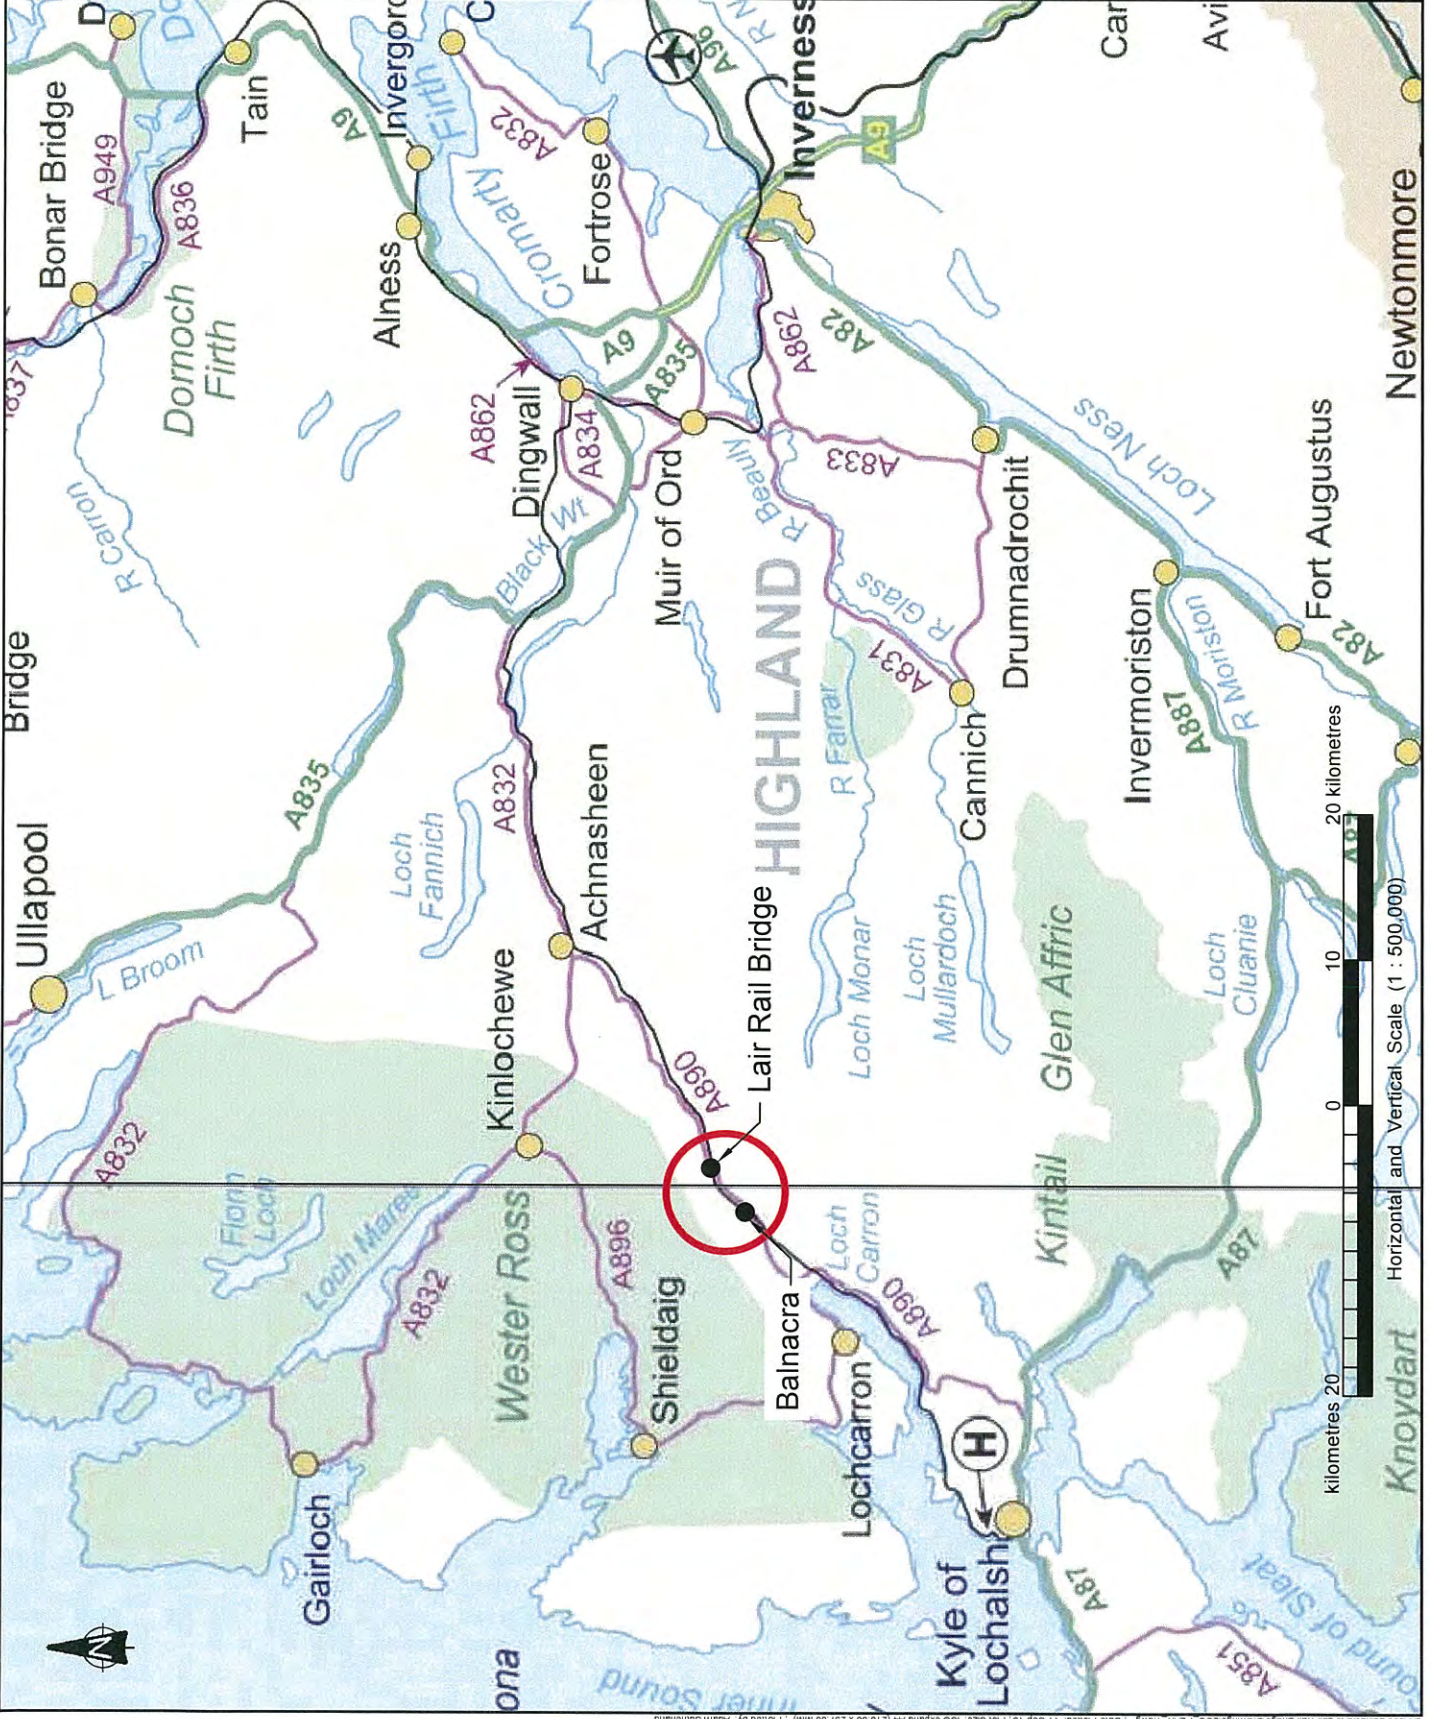 Ullapool
Bridge
Bonar Bridge
A949
A836
Tain
A9
Dornoch
Firth
R Carron
L Broom
A835
A832
Fionn
Loch
Loch Maree
A832
Gairloch
Wester Ross
Kinlochewe
A896
Shieldaig
Loch
Fannich
A832
Achnasheen
A890
Lair Rail Bridge
Balnacra
Loch
Carron
Lochcarron
A890
Alness
Cromarty
Firth
A832
Fortrose
A862
Dingwall
A834
A9
A835
Black Wt
Muir of Ord
A96
Inverness
A9
A862
A82
R Beauly
A833
HIGHLAND
R Glass
R Farrar
A831
Cannich
Drumnadrochit
Loch Ness
Loch Monar
Loch
Mullardoch
Glen Affric
Kintail
Loch
Cluanie
Invermoriston
A887
R Moriston
Fort Augustus
A82
Newtonmore
A87
Kyle of
Lochalsh
H
A87
A851
Sound of Sleat
Inner Sound
Knoydart
N
kilometres 20
0
10
20 kilometres
Horizontal and Vertical Scale (1 : 500,000)